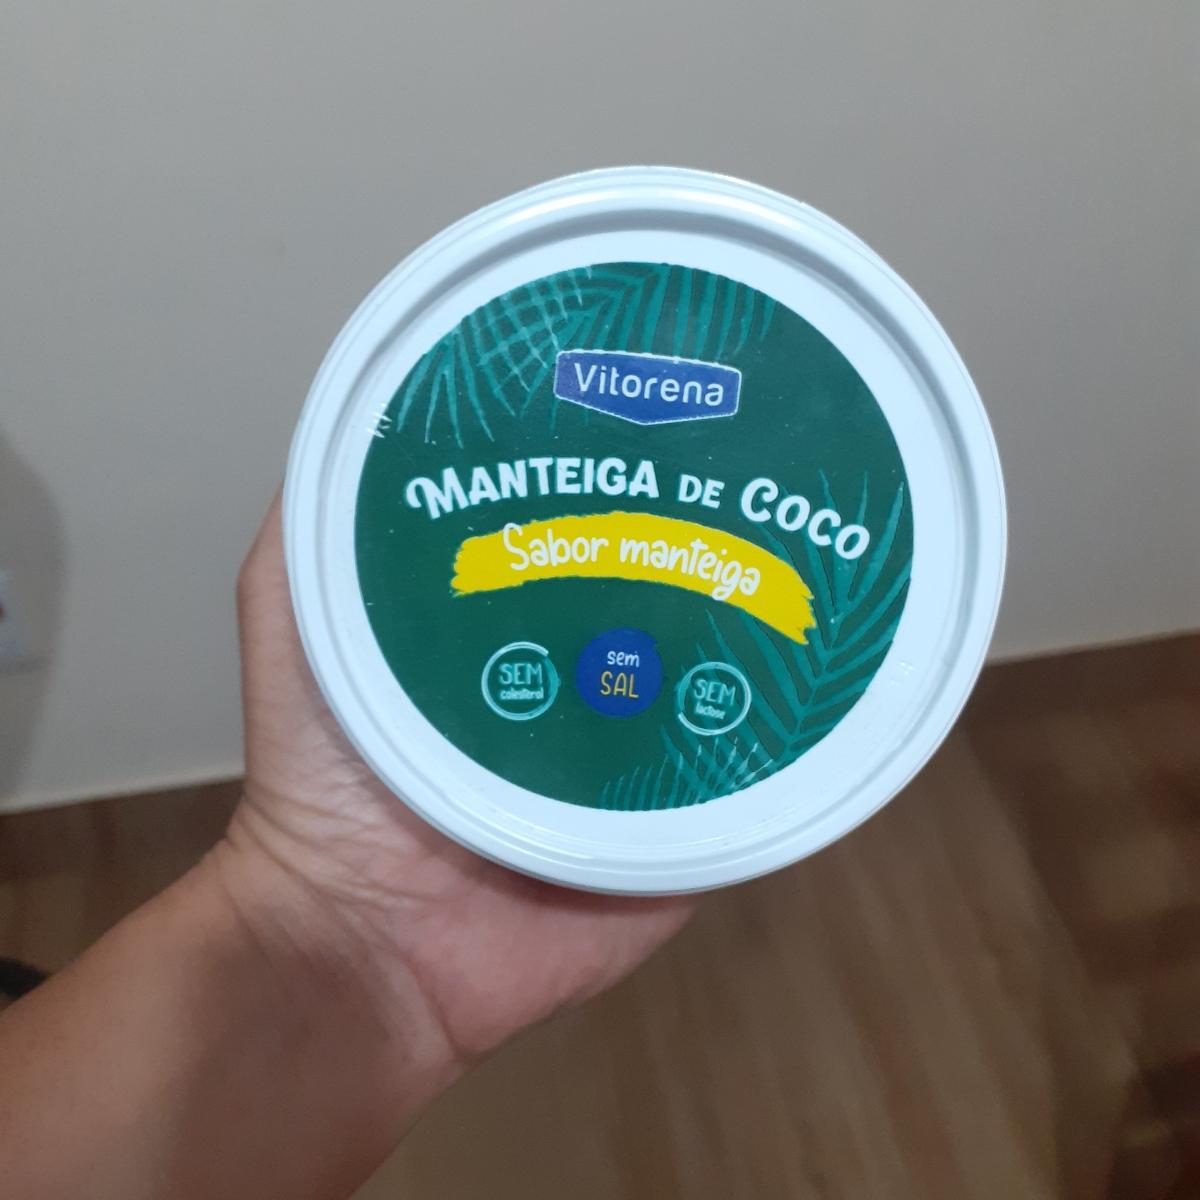 Vitorena
MANTEIGA DE COCO
Sabor manteiga
SEM
colesterol
sem
SAL
SEM
lactose